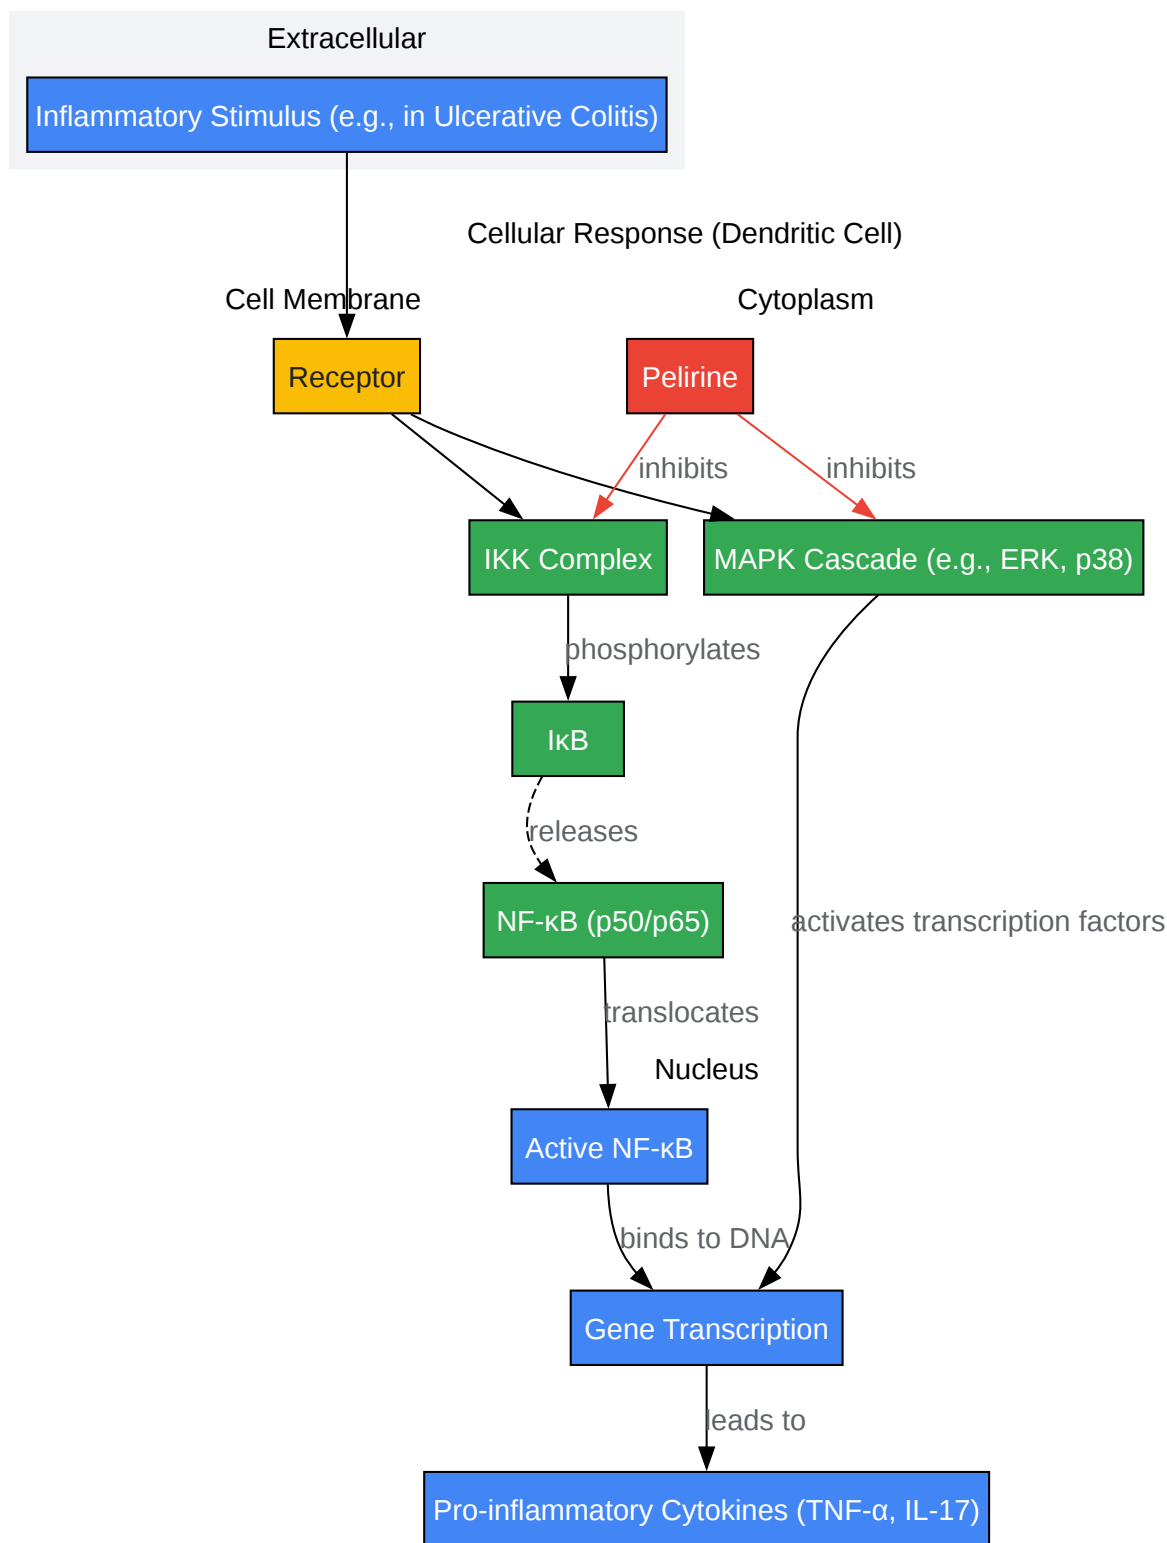 Extracellular
Inflammatory Stimulus (e.g., in Ulcerative Colitis)
Cellular Response (Dendritic Cell)
Cell Membrane
Cytoplasm
Receptor
Pelirine
inhibits
inhibits
IKK Complex
MAPK Cascade (e.g., ERK, p38)
phosphorylates
IκB
releases
NF-κB (p50/p65)
activates transcription factors
translocates
Nucleus
Active NF-κB
binds to DNA
Gene Transcription
leads to
Pro-inflammatory Cytokines (TNF-α, IL-17)